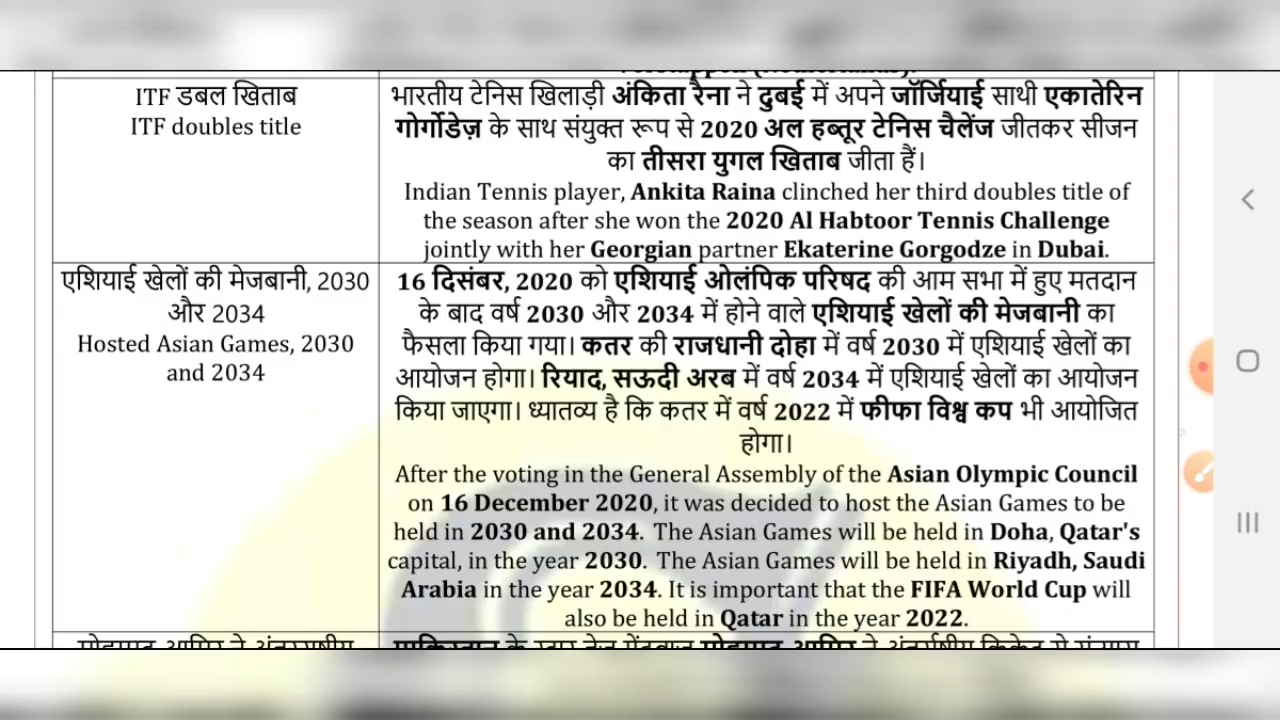 ITF डबल खिताब
ITF doubles title
भारतीय टेनिस खिलाड़ी अंकिता रैना ने दुबई में अपने जॉर्जियाई साथी एकातेरिन
गोर्गोडेज़ के साथ संयुक्त रूप से 2020 अल हब्तूर टेनिस चैलेंज जीतकर सीजन
का तीसरा युगल खिताब जीता हैं।
Indian Tennis player, Ankita Raina clinched her third doubles title of
the season after she won the 2020 Al Habtoor Tennis Challenge
jointly with her Georgian partner Ekaterine Gorgodze in Dubai.
एशियाई खेलों की मेजबानी, 2030
और 2034
Hosted Asian Games, 2030
and 2034
16 दिसंबर, 2020 को एशियाई ओलंपिक परिषद की आम सभा में हुए मतदान
के बाद वर्ष 2030 और 2034 में होने वाले एशियाई खेलों की मेजबानी का
फैसला किया गया। कतर की राजधानी दोहा में वर्ष 2030 में एशियाई खेलों का
आयोजन होगा। रियाद, सऊदी अरब में वर्ष 2034 में एशियाई खेलों का आयोजन
किया जाएगा। ध्यातव्य है कि कतर में वर्ष 2022 में फीफा विश्व कप भी आयोजित
होगा।
After the voting in the General Assembly of the Asian Olympic Council
on 16 December 2020, it was decided to host the Asian Games to be
held in 2030 and 2034. The Asian Games will be held in Doha, Qatar's
capital, in the year 2030. The Asian Games will be held in Riyadh, Saudi
Arabia in the year 2034. It is important that the FIFA World Cup will
also be held in Qatar in the year 2022.